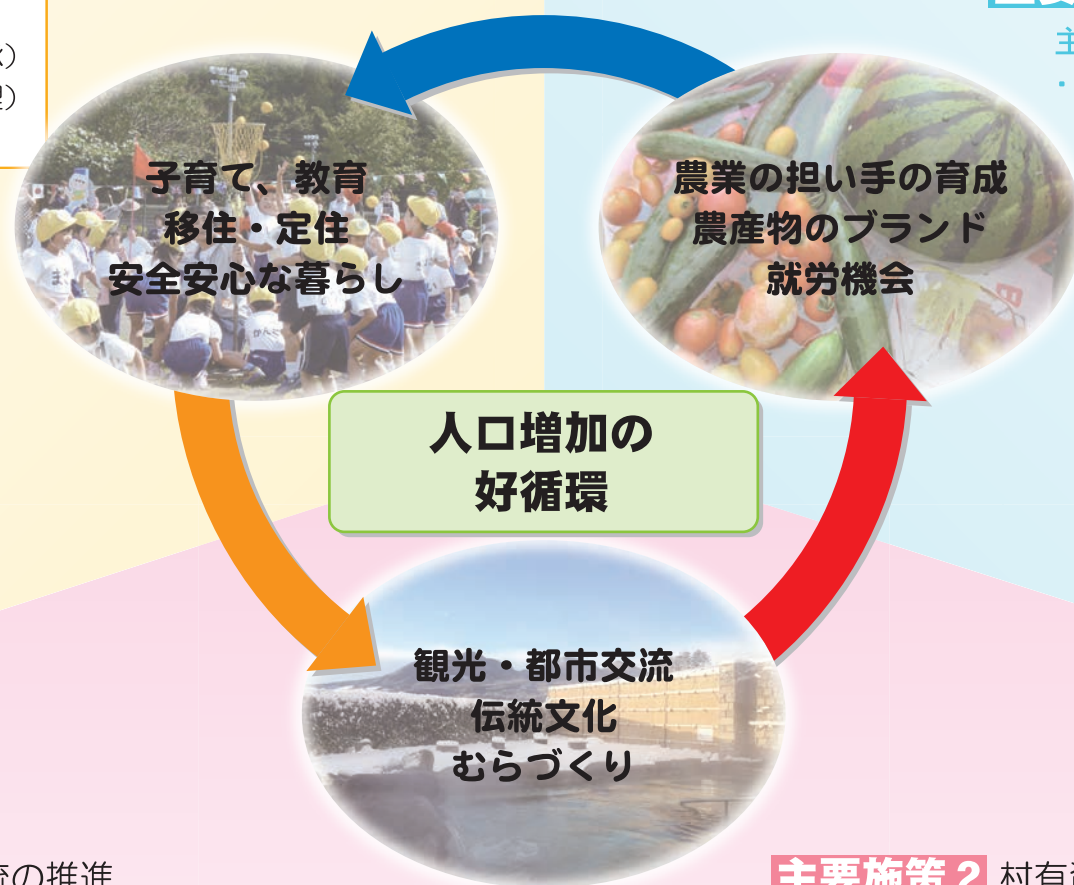 子育て、教育
移住・定住
安全安心な暮らし
農業の担い手の育成
農産物のブランド
就労機会
人口増加の
好循環
観光・都市交流
伝統文化
むらづくり
の推進
主要施策2 村有